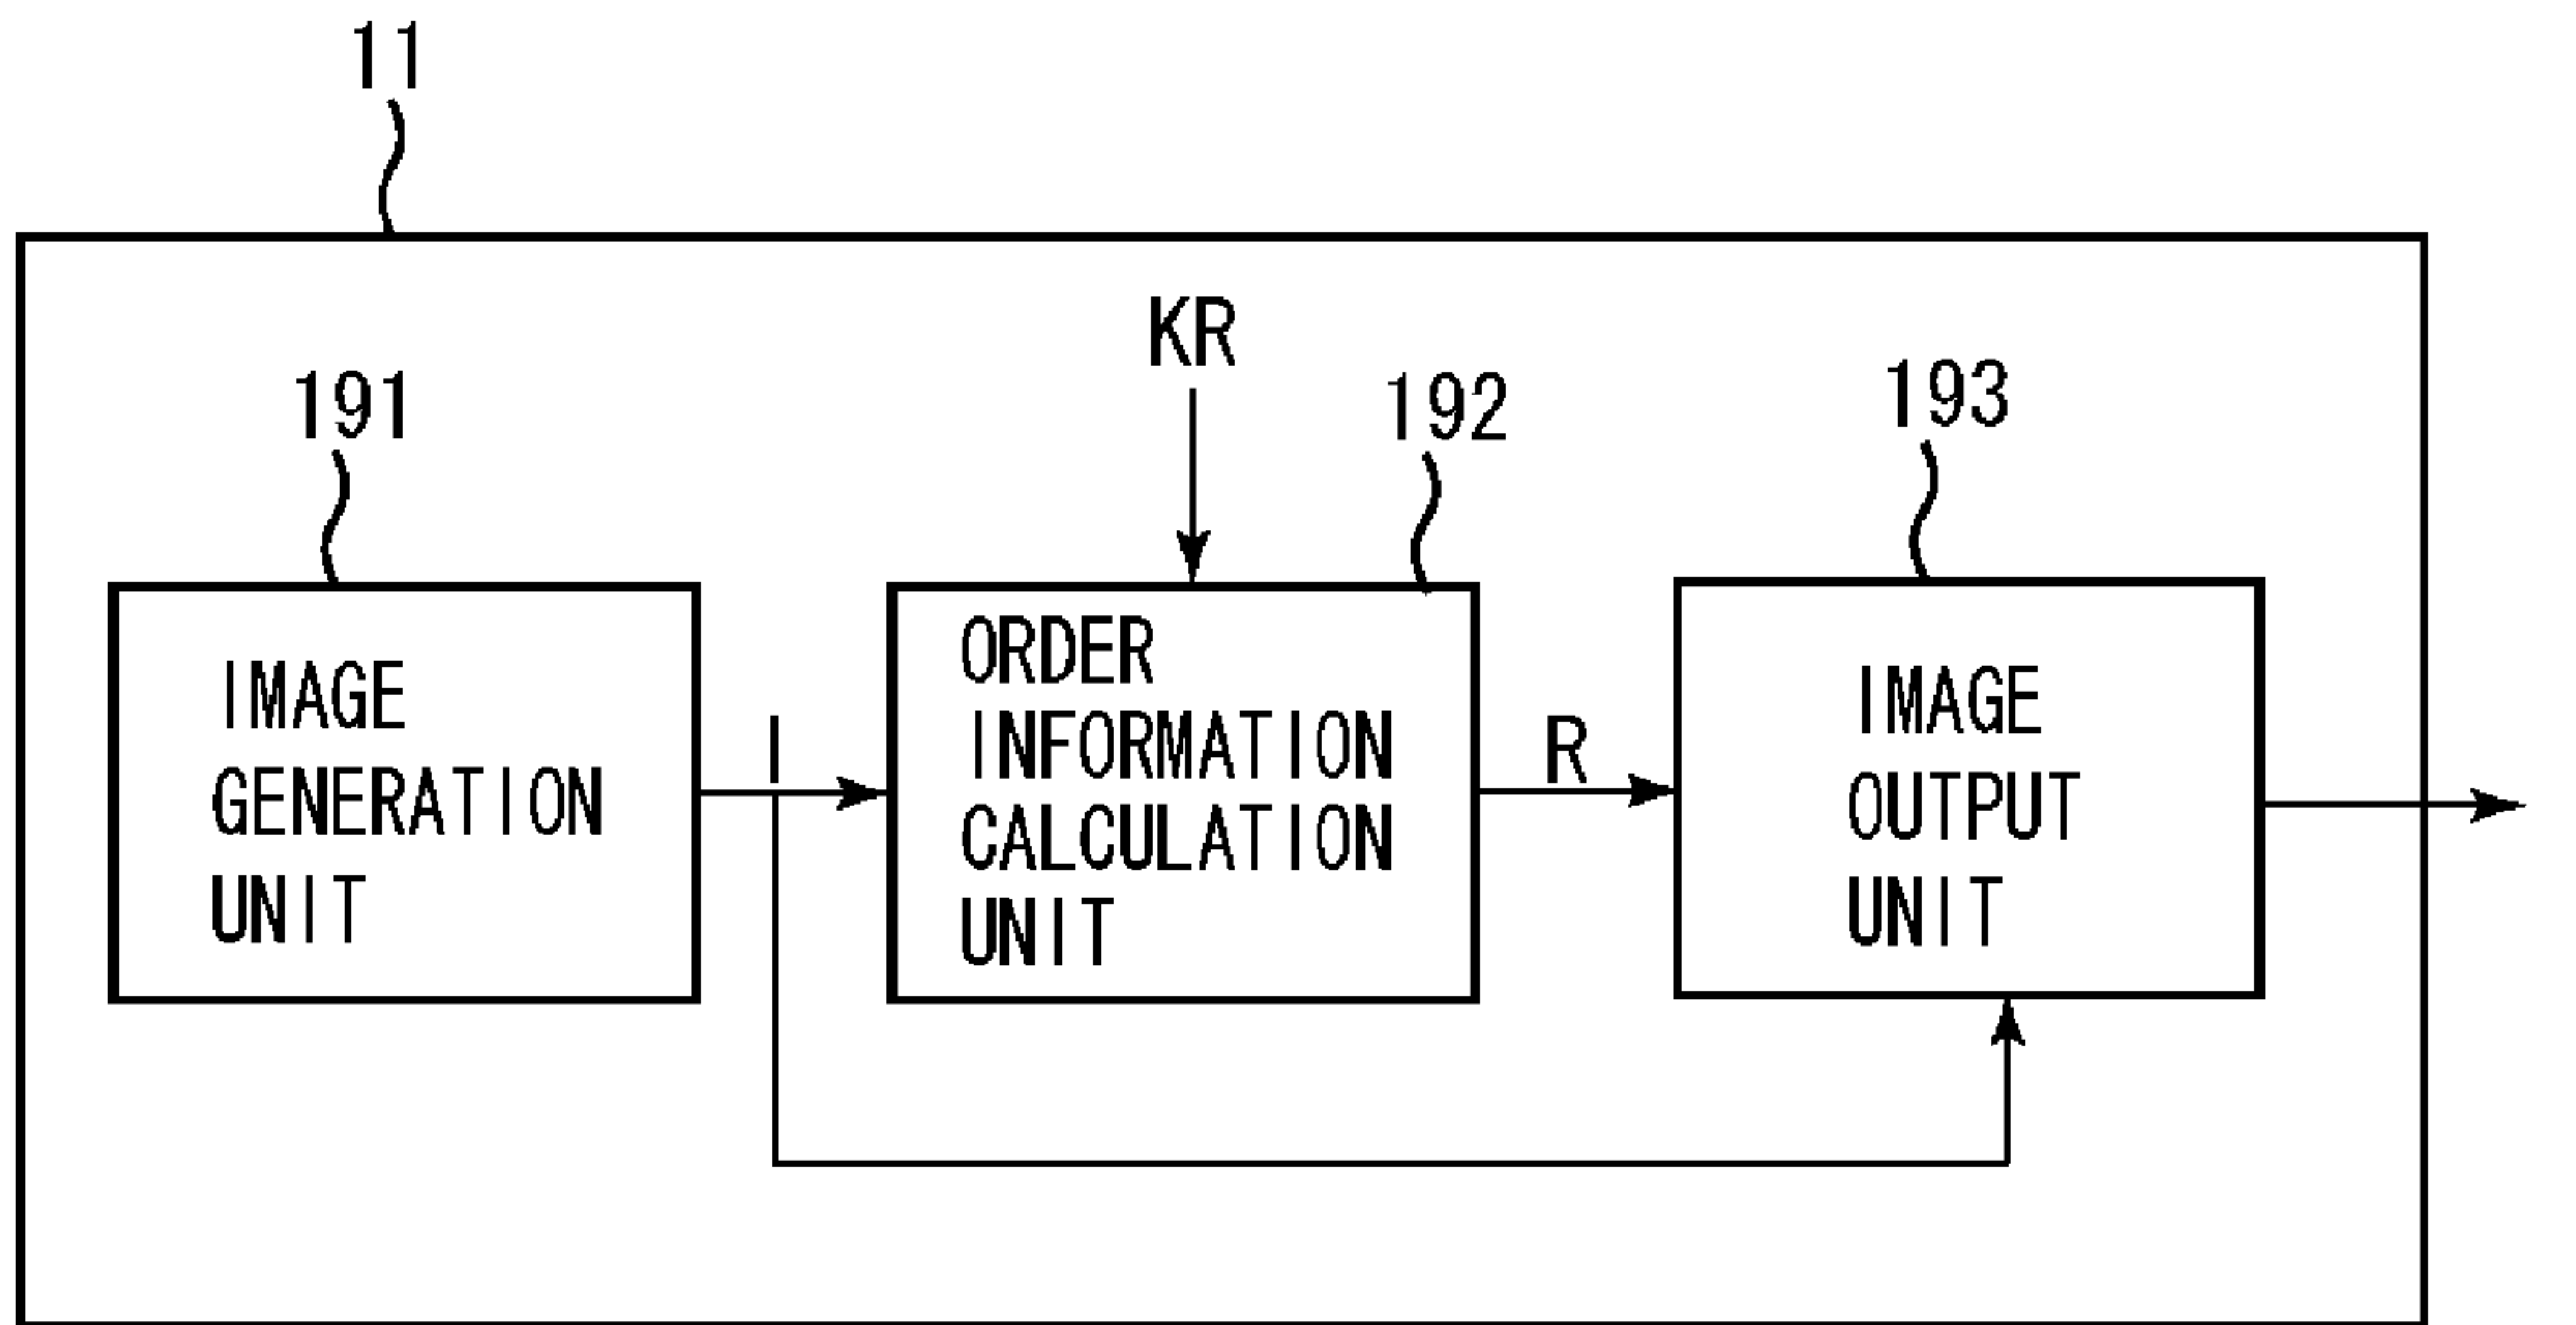 11
KR
191
192
193
IMAGE
GENERATION
UNIT
I
ORDER
INFORMATION
CALCULATION
UNIT
R
IMAGE
OUTPUT
UNIT